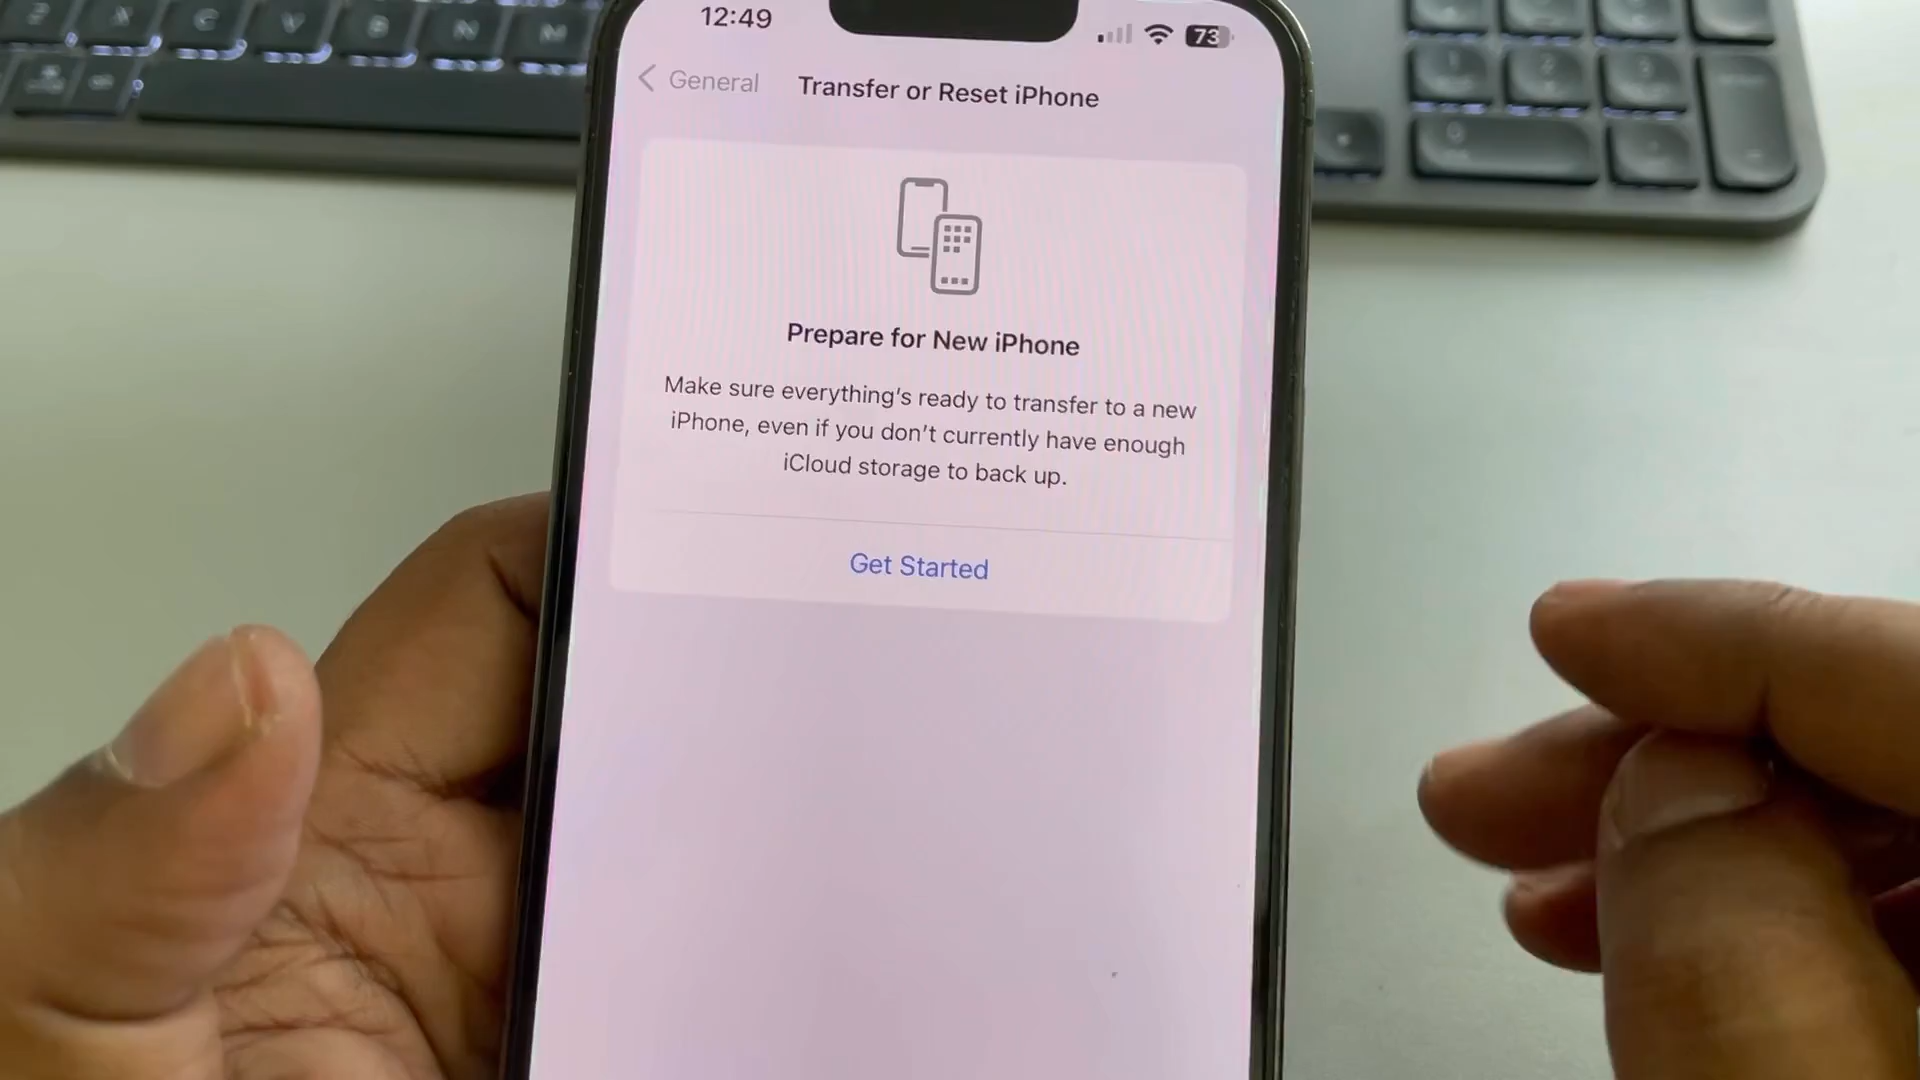 12:49
73
General
Transfer or Reset iPhone
Prepare for New iPhone
Make sure everything's ready to transfer to a new
iPhone, even if you don't currently have enough
iCloud storage to back up.
Get Started